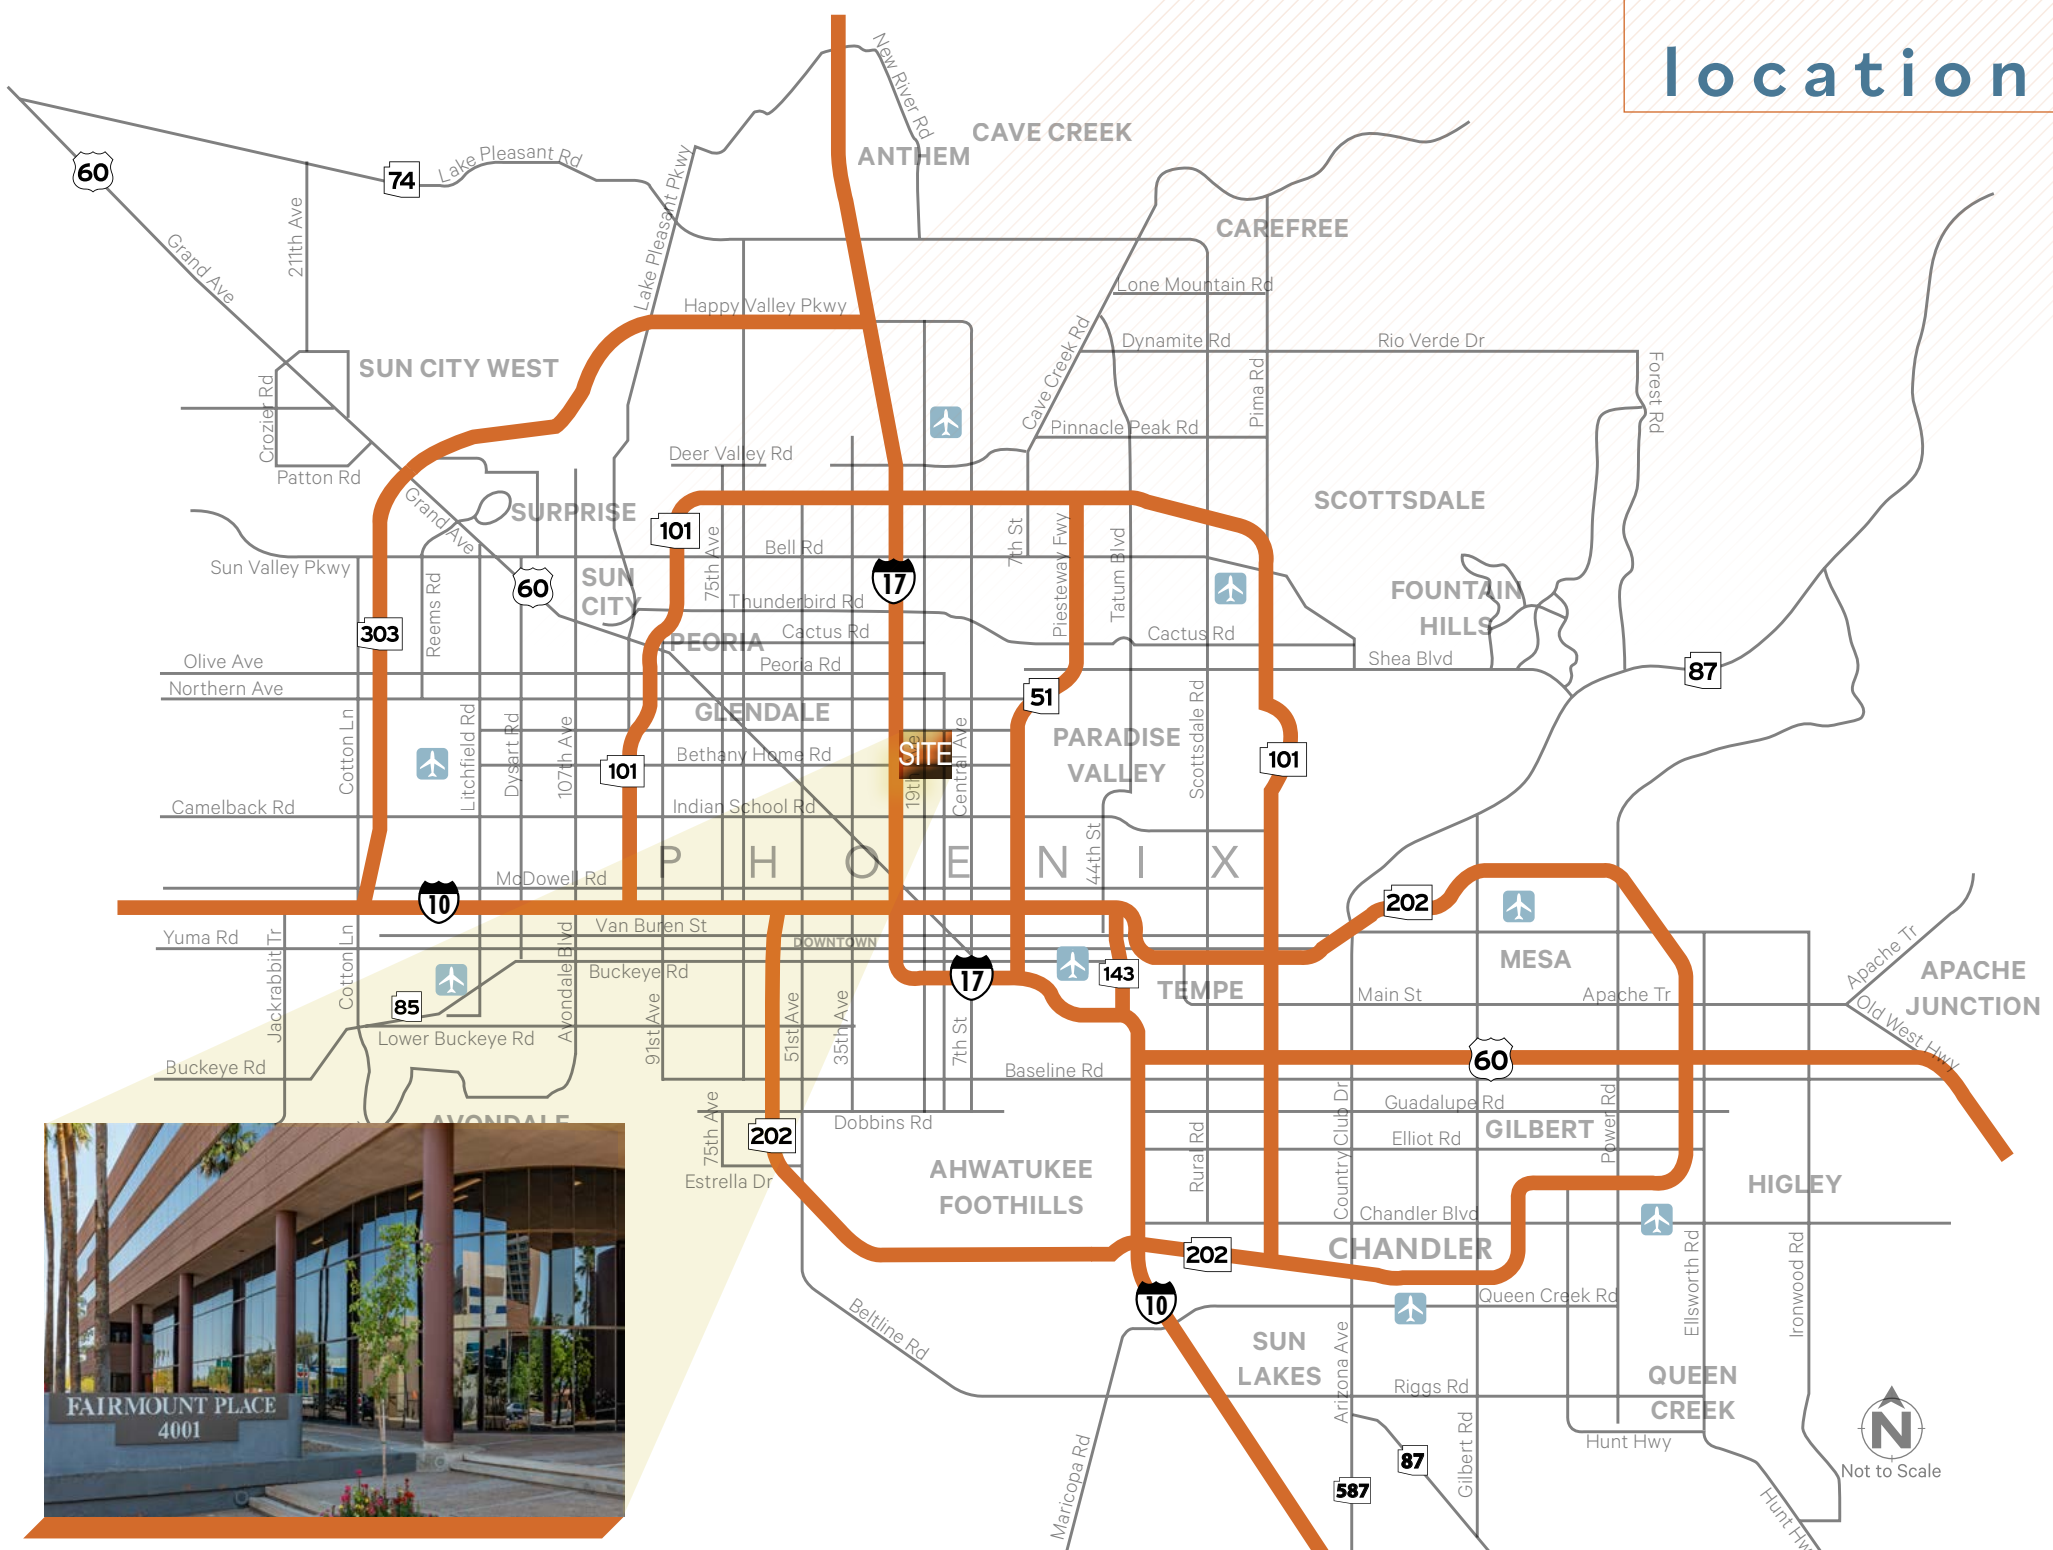 location
New River Rd
CAVE CREEK
ANTHEM
60
74
Lake Pleasant Rd
Lake Pleasant Pkwy
CAREFREE
211th Ave
Grand Ave
Lone Mountain Rd
Happy Valley Pkwy
Dynamite Rd
Rio Verde Dr
Cave Creek Rd
Pima Rd
Forest Rd
SUN CITY WEST
Crozier Rd
Pinnacle Peak Rd
Deer Valley Rd
Patton Rd
Grand Ave
SURPRISE
SCOTTSDALE
101
75th Ave
Bell Rd
7th St
Piesteway Fwy
Tatum Blvd
Sun Valley Pkwy
60
SUN
CITY
17
FOUNTAIN
HILLS
Reems Rd
Thunderbird Rd
303
PEORIA
Cactus Rd
Cactus Rd
Olive Ave
Peoria Rd
Shea Blvd
87
Northern Ave
51
GLENDALE
Cotton Ln
Litchfield Rd
Dysart Rd
107th Ave
Bethany Home Rd
SITE
19th Ave
Central Ave
PARADISE
VALLEY
Scottsdale Rd
101
101
Camelback Rd
Indian School Rd
44th St
PHOENIX
McDowell Rd
10
202
Van Buren St
Yuma Rd
DOWNTOWN
Jackrabbit Tr
Cotton Ln
Avondale Blvd
Buckeye Rd
17
143
MESA
Apache Tr
APACHE
JUNCTION
TEMPE
Main St
Apache Tr
Old West Hwy
85
91st Ave
51st Ave
35th Ave
7th St
Lower Buckeye Rd
Buckeye Rd
Baseline Rd
60
AVONDALE
75th Ave
202
Dobbins Rd
Country Club Dr
Guadalupe Rd
Power Rd
GILBERT
Elliot Rd
Rural Rd
Estrella Dr
AHWATUKEE
FOOTHILLS
HIGLEY
Chandler Blvd
CHANDLER
202
Ellsworth Rd
Ironwood Rd
10
Queen Creek Rd
Beltline Rd
SUN
LAKES
Arizona Ave
Riggs Rd
QUEEN
CREEK
Gilbert Rd
Hunt Hwy
Maricopa Rd
87
587
Hunt Hwy
N
Not to Scale
FAIRMOUNT PLACE
4001